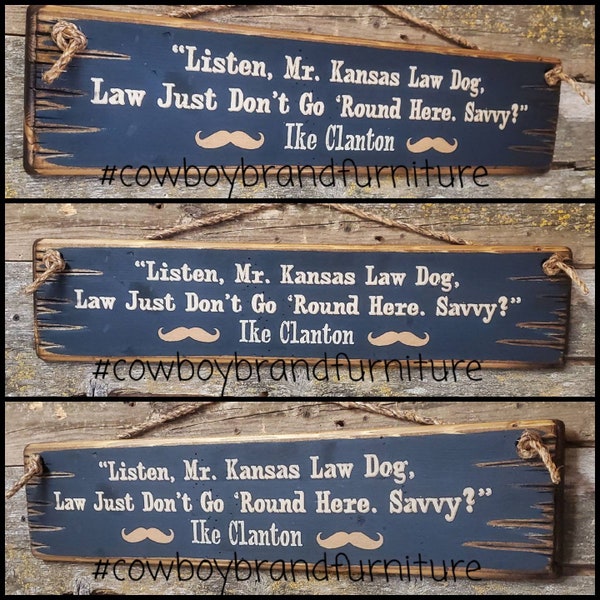 “Listen, Mr. Kansas Law Dog,
Law Just Don't Go ‘Round Here. Savvy?”
Ike Clanton
#cowboybrandfurniture
“Listen, Mr. Kansas Law Dog,
Law Just Don't Go ‘Round Here. Savvy?”
Ike Clanton
#cowboybrandfurniture
“Listen, Mr. Kansas Law Dog,
Law Just Don't Go ‘Round Here. Savvy?”
Ike Clanton
#cowboybrandfurniture